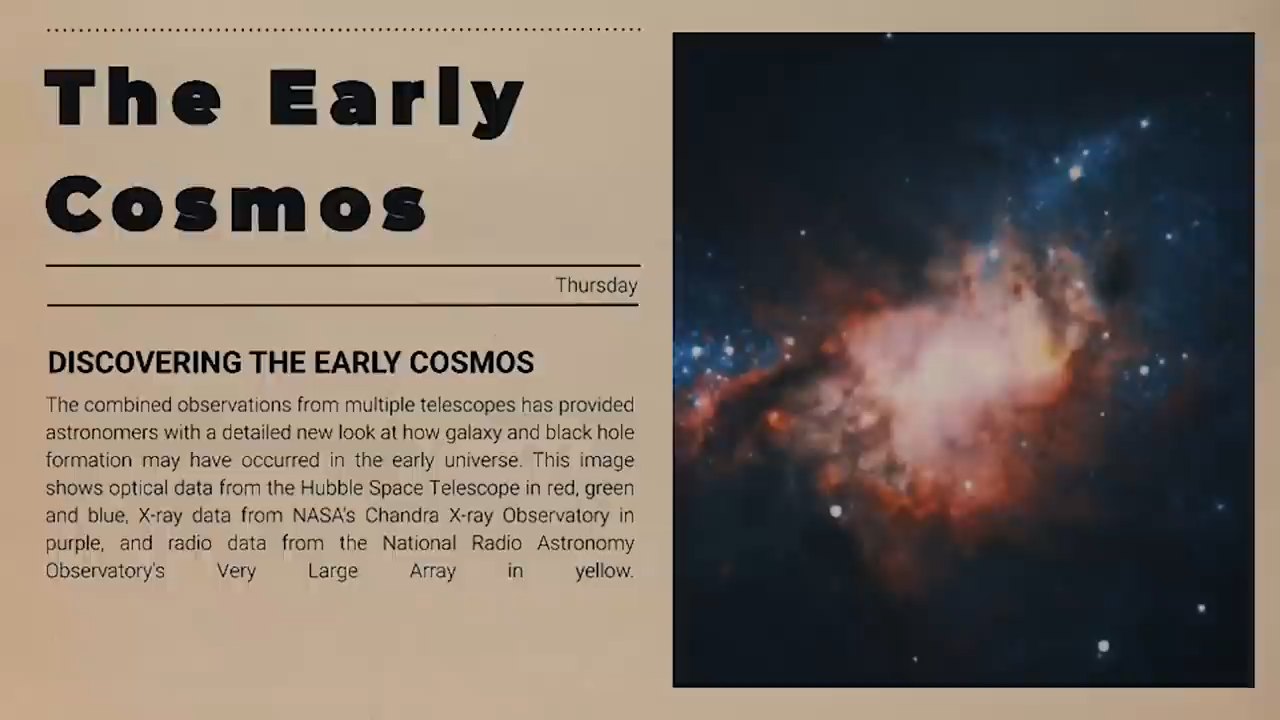 The Early
Cosmos
Thursday
DISCOVERING THE EARLY COSMOS
The combined observations from multiple telescopes has provided
astronomers with a detailed new look at how galaxy and black hole
formation may have occurred in the early universe. This image
shows optical data from the Hubble Space Telescope in red, green
and blue, X-ray data from NASA's Chandra X-ray Observatory in
purple, and radio data from the National Radio Astronomy
Observatory's Very Large Array in yellow.